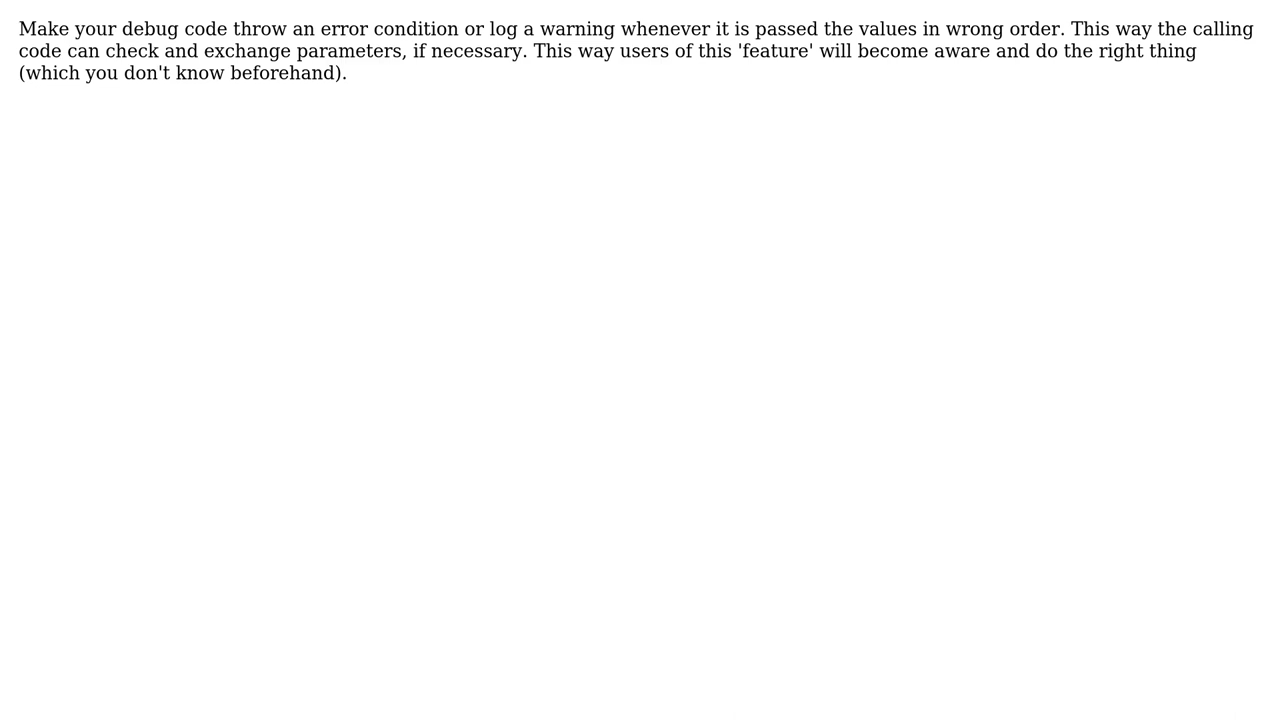 Make your debug code throw an error condition or log a warning whenever it is passed the values in wrong order. This way the calling
code can check and exchange parameters, if necessary. This way users of this 'feature' will become aware and do the right thing
(which you don't know beforehand).